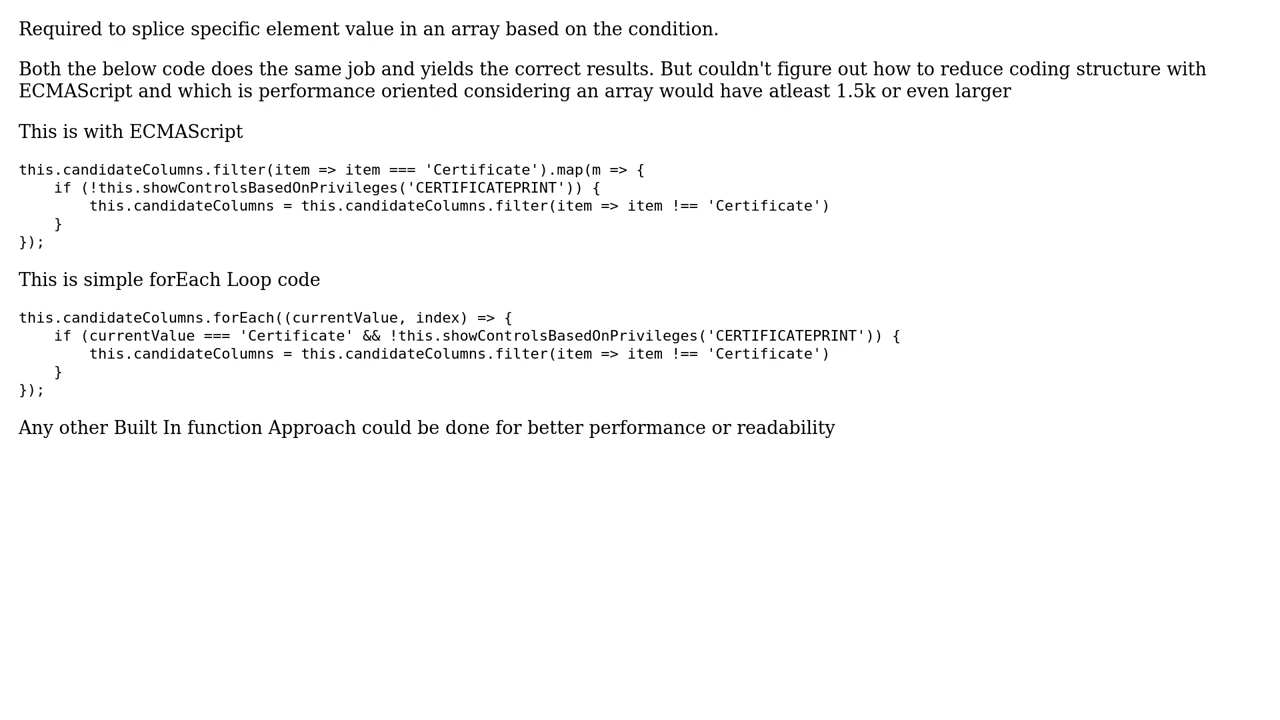 Required to splice specific element value in an array based on the condition.
Both the below code does the same job and yields the correct results. But couldn't figure out how to reduce coding structure with
ECMAScript and which is performance oriented considering an array would have atleast 1.5k or even larger
This is with ECMAScript
this.candidateColumns.filter(item => item === 'Certificate').map(m => {
    if (!this.showControlsBasedOnPrivileges('CERTIFICATEPRINT')) {
        this.candidateColumns = this.candidateColumns.filter(item => item !== 'Certificate')
    }
});
This is simple forEach Loop code
this.candidateColumns.forEach((currentValue, index) => {
    if (currentValue === 'Certificate' && !this.showControlsBasedOnPrivileges('CERTIFICATEPRINT')) {
        this.candidateColumns = this.candidateColumns.filter(item => item !== 'Certificate')
    }
});
Any other Built In function Approach could be done for better performance or readability